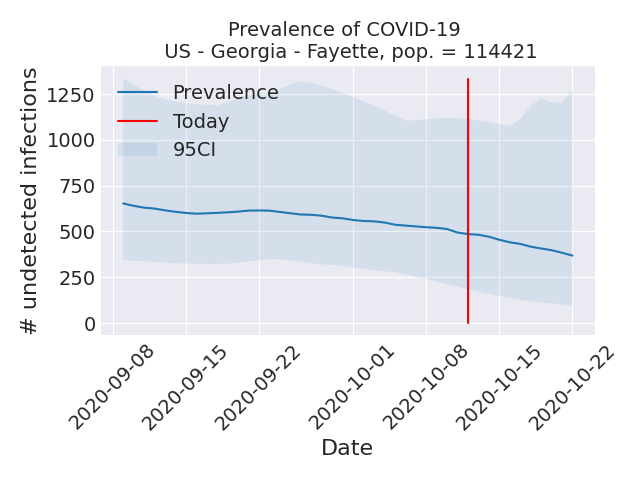 Prevalence of COVID-19
US - Georgia - Fayette, pop. = 114421
# undetected infections
1250
1000
750
500
250
0
Prevalence
Today
95CI
2020-09-08
2020-09-15
2020-09-22
2020-10-01
2020-10-08
2020-10-15
2020-10-22
Date